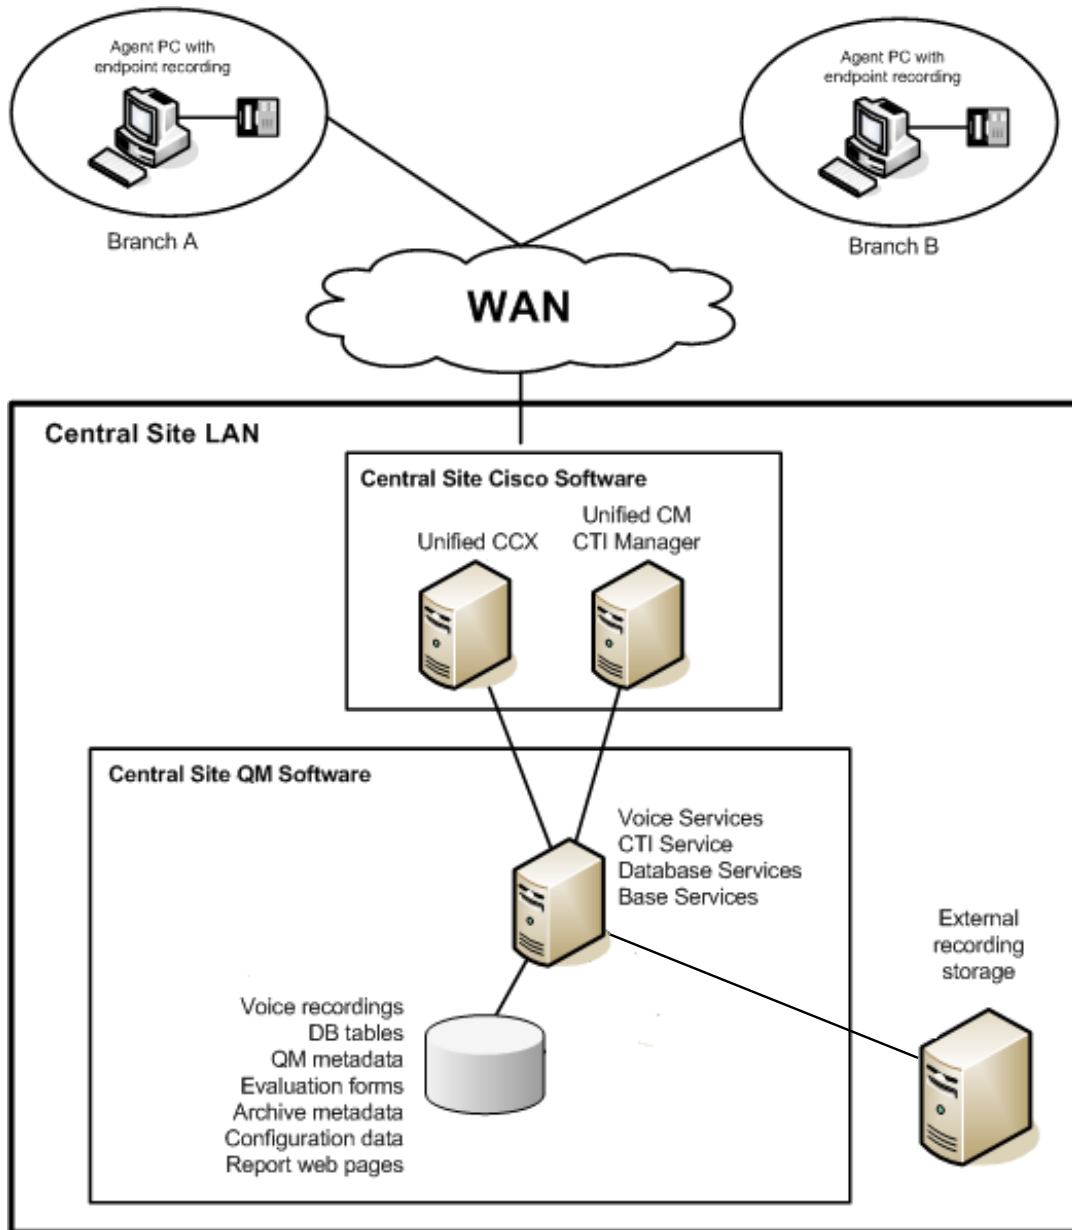 Agent PC with
endpoint recording
Branch A
Agent PC with
endpoint recording
Branch B
WAN
Central Site LAN
Central Site Cisco Software
Unified CCX
Unified CM
CTI Manager
Central Site QM Software
Voice Services
CTI Service
Database Services
Base Services
External
recording
storage
Voice recordings
DB tables
QM metadata
Evaluation forms
Archive metadata
Configuration data
Report web pages